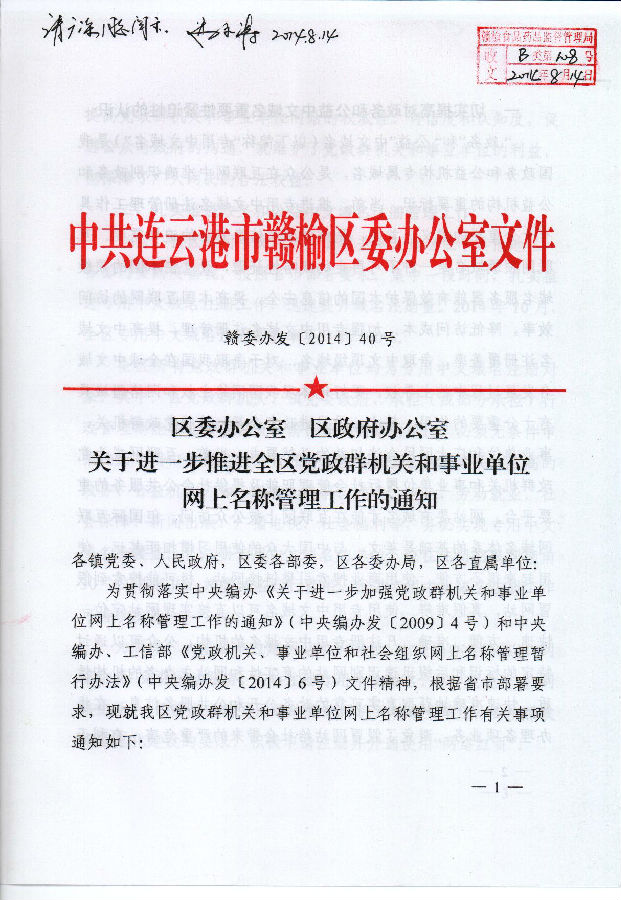 2014.8.14
赣榆食品药品监督管理局
收 B类第108号
文 2014年8月14日
中共连云港市赣榆区委办公室文件
赣委办发〔2014〕40号
区委办公室 区政府办公室
关于进一步推进全区党政群机关和事业单位
网上名称管理工作的通知
各镇党委、人民政府,区委各部委,区各委办局,区各直属单位:
为贯彻落实中央编办《关于进一步加强党政群机关和事业单
位网上名称管理工作的通知》(中央编办发〔2009〕4号)和中央
编办、工信部《党政机关、事业单位和社会组织网上名称管理暂
行办法》(中央编办发〔2014〕6号)文件精神,根据省市部署要
求,现就我区党政群机关和事业单位网上名称管理工作有关事项
通知如下:
— 1 —